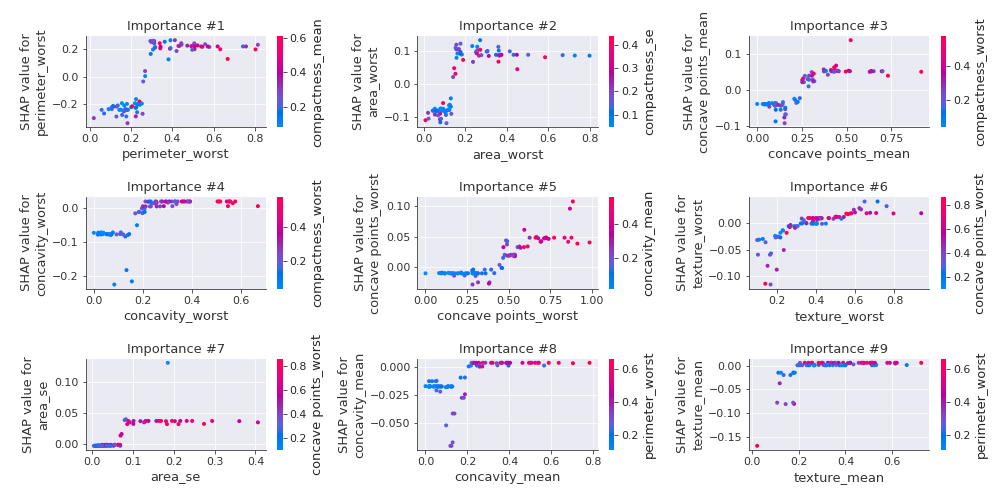 Importance #1
SHAP value for
perimeter_worst
0.2
0.0
−0.2
0.0
0.2
0.4
0.6
0.8
perimeter_worst
0.6
0.4
0.2
compactness_mean
Importance #2
SHAP value for
area_worst
0.1
0.0
−0.1
0.0
0.2
0.4
0.6
0.8
area_worst
0.4
0.3
0.2
0.1
compactness_se
Importance #3
SHAP value for
concave points_mean
0.1
0.0
−0.1
0.00
0.25
0.50
0.75
concave points_mean
0.4
0.2
compactness_worst
Importance #4
SHAP value for
concavity_worst
0.0
−0.1
−0.2
0.0
0.2
0.4
0.6
concavity_worst
0.4
0.2
compactness_worst
Importance #5
SHAP value for
concave points_worst
0.10
0.05
0.00
0.00
0.25
0.50
0.75
1.00
concave points_worst
0.4
0.2
concavity_mean
Importance #6
SHAP value for
texture_worst
0.00
−0.05
−0.10
0.2
0.4
0.6
0.8
texture_worst
0.8
0.6
0.4
0.2
concave points_worst
Importance #7
SHAP value for
area_se
0.10
0.05
0.00
0.0
0.1
0.2
0.3
0.4
area_se
0.8
0.6
0.4
0.2
concave points_worst
Importance #8
SHAP value for
concavity_mean
0.000
−0.025
−0.050
0.0
0.2
0.4
0.6
0.8
concavity_mean
0.6
0.4
0.2
perimeter_worst
Importance #9
SHAP value for
texture_mean
0.00
−0.05
−0.10
−0.15
0.0
0.2
0.4
0.6
texture_mean
0.6
0.4
0.2
perimeter_worst